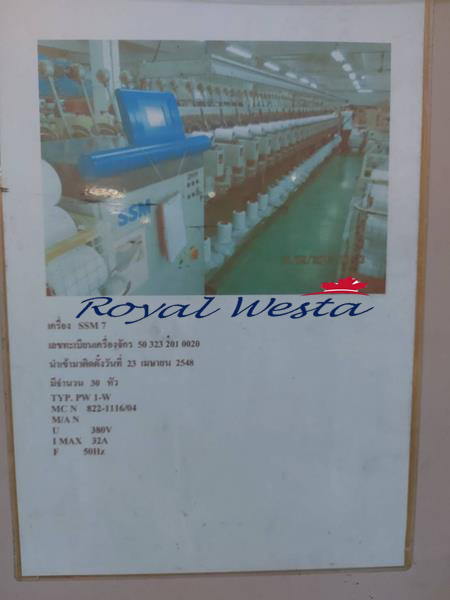 SSM
Royal Westa
เครื่อง SSM 7
เลขทะเบียนเครื่องจักร 50 323 201 0020
นำเข้ามาติดตั้งวันที่ 23 เมษายน 2548
มีจำนวน 30 หัว
TYP. PW 1-W
MC N 822-1116/04
M/A N
U 380V
I MAX 32A
F 50Hz